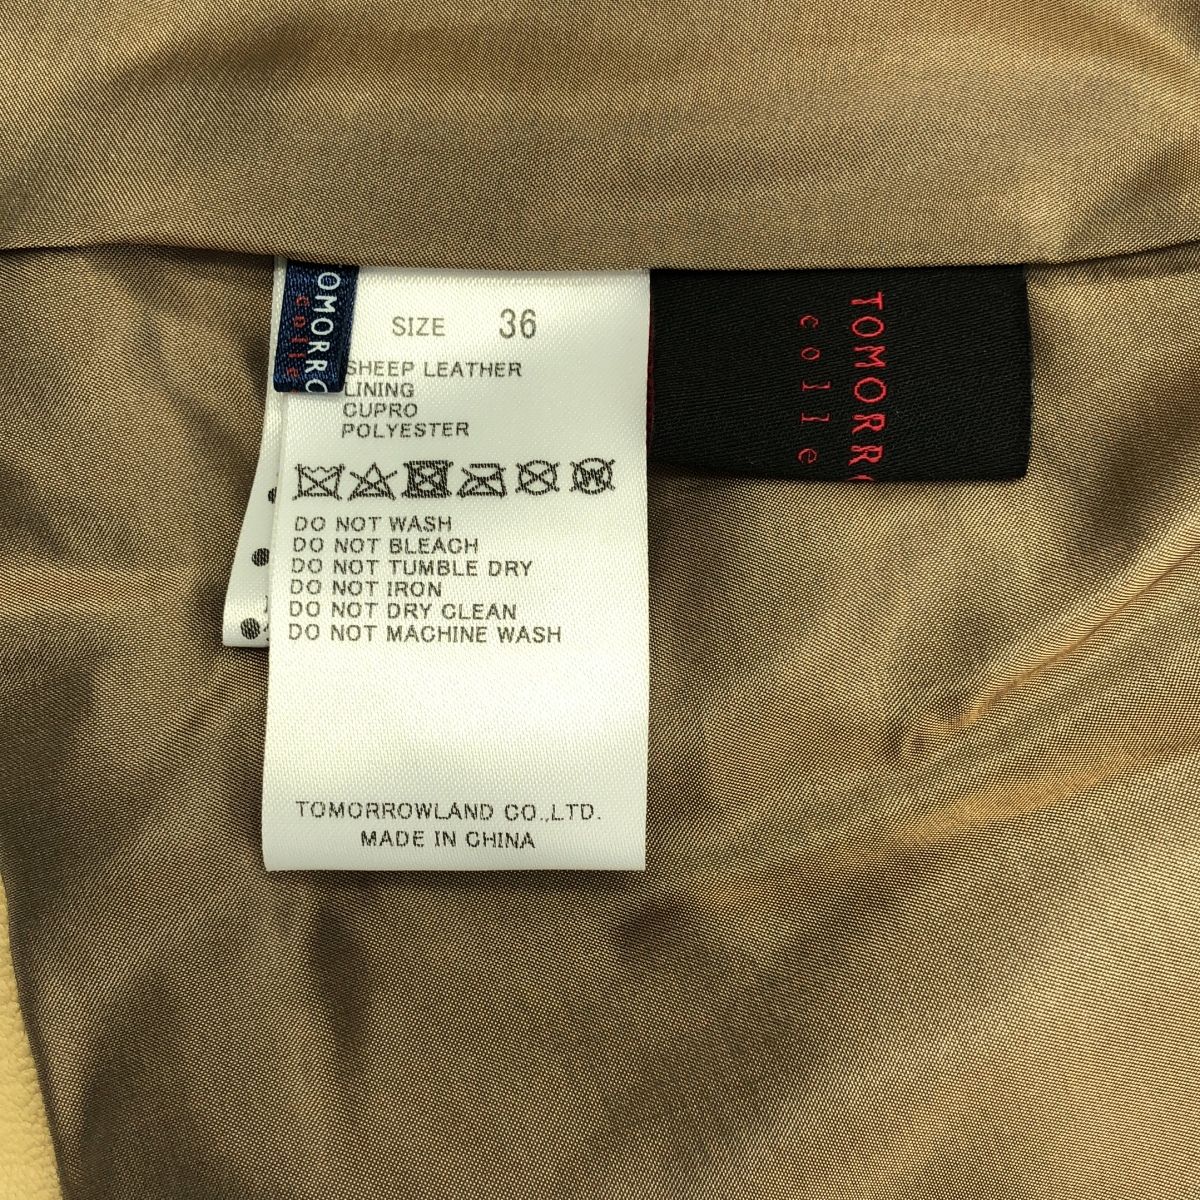 OMORRO
colle
SIZE 36
SHEEP LEATHER
LINING
CUPRO
POLYESTER
DO NOT WASH
DO NOT BLEACH
DO NOT TUMBLE DRY
DO NOT IRON
DO NOT DRY CLEAN
DO NOT MACHINE WASH
TOMORROWLAND CO.,LTD.
MADE IN CHINA
TOMORRO
colle